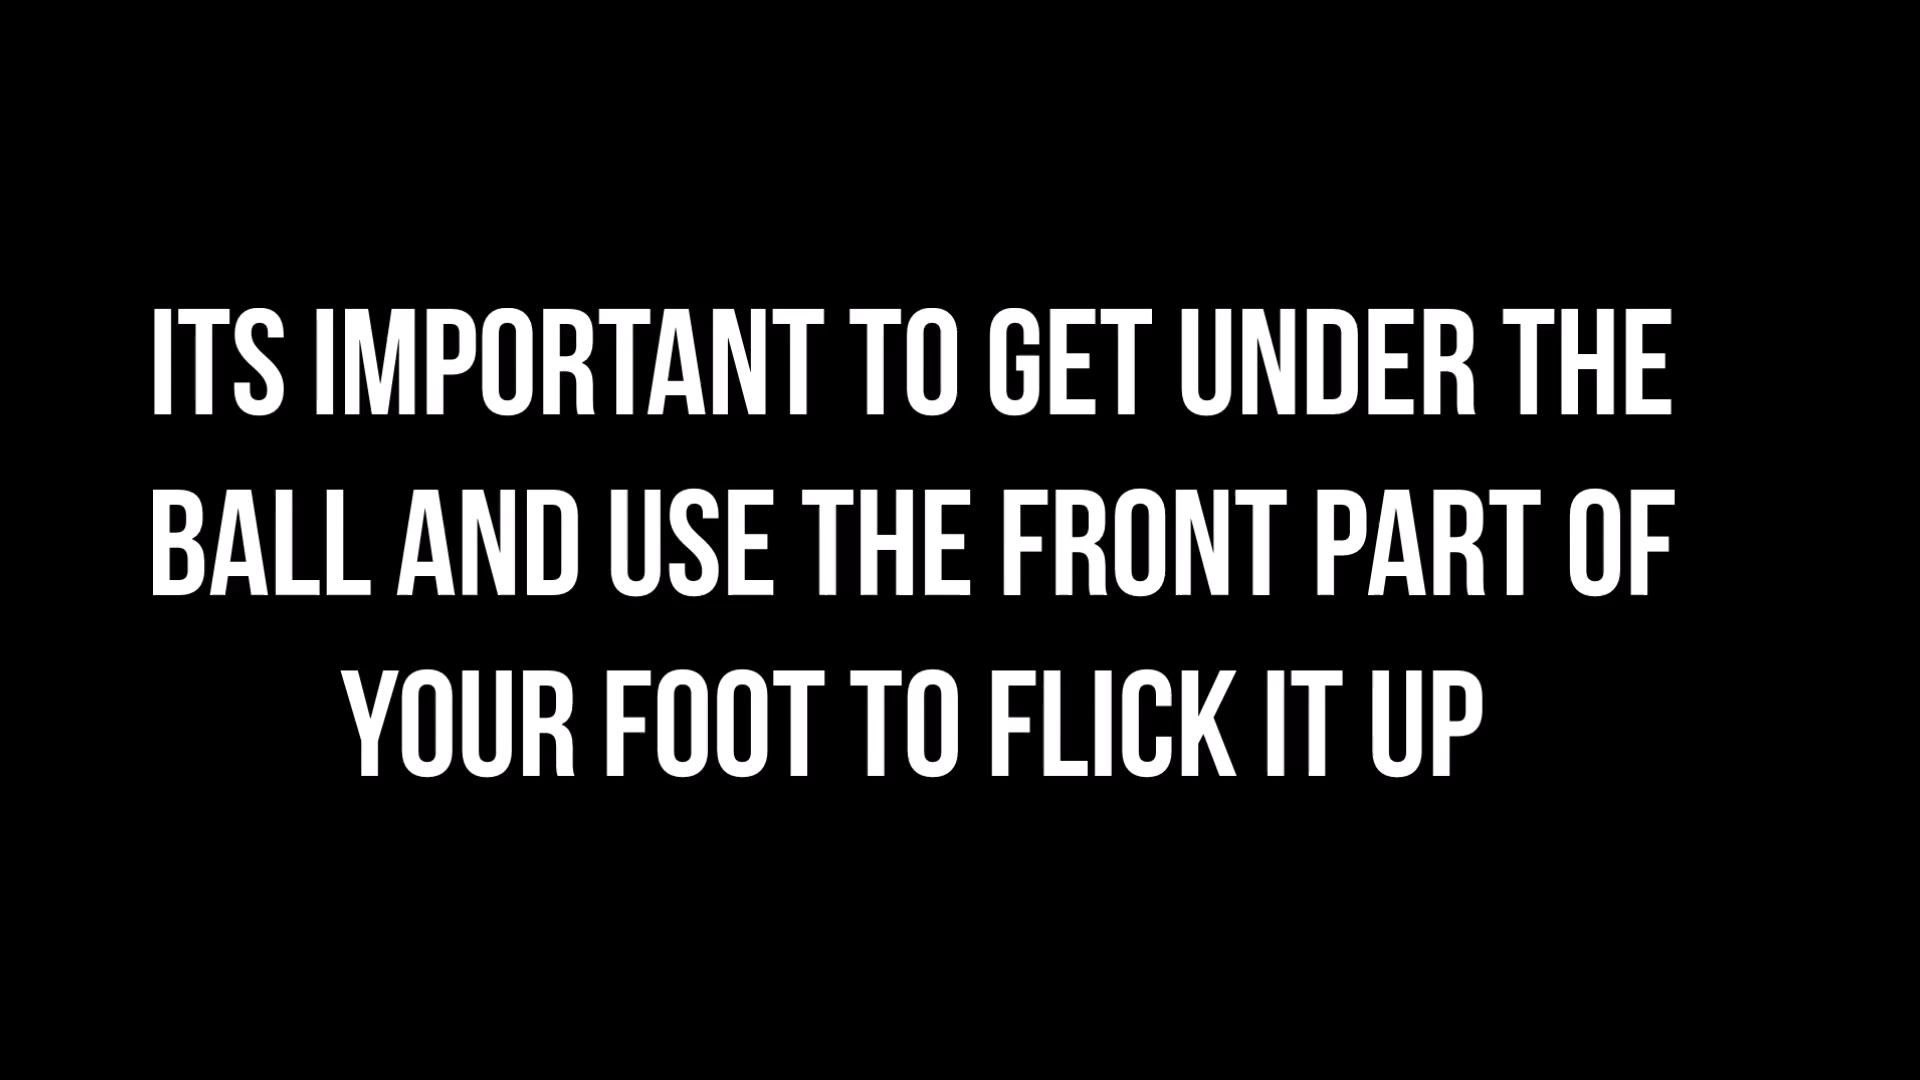 ITS IMPORTANT TO GET UNDER THE
BALL AND USE THE FRONT PART OF
YOUR FOOT TO FLICK IT UP